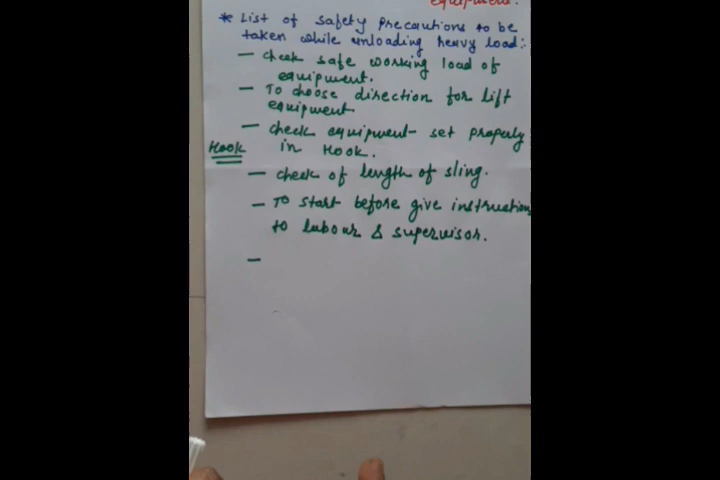 equipment.
* List of safety precautions to be
taken while unloading heavy load:.
— check safe working load of
equipment.
— To choose direction for lift
equipment
— check equipment set properly
Hook in Hook.
— check of length of sling.
— To start before give instruction
to labour & supervisor.
—